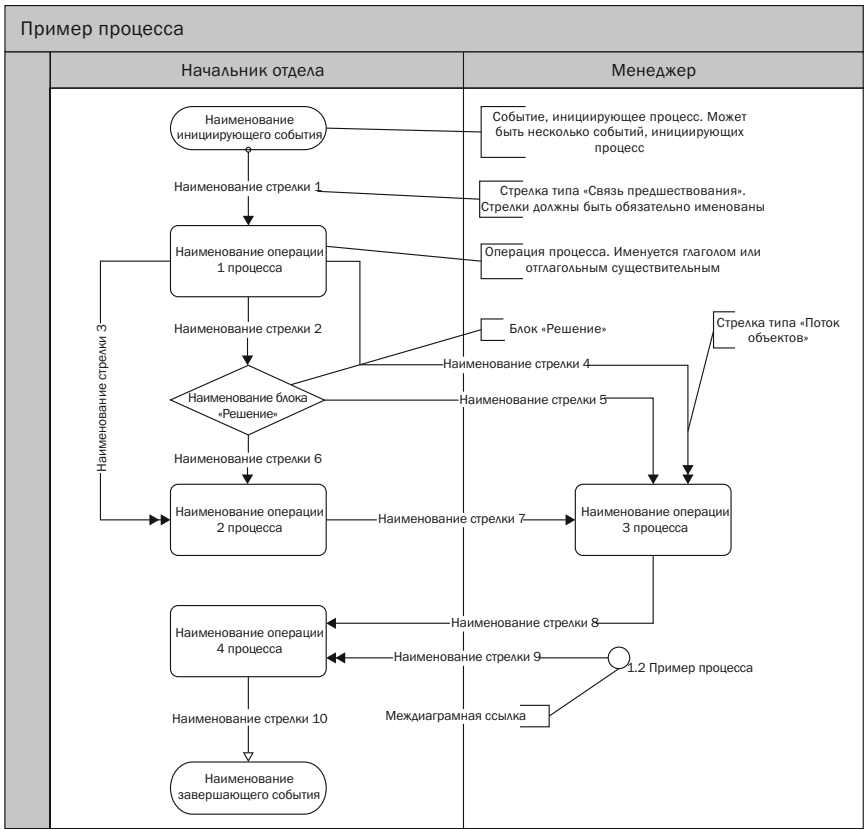 Пример процесса
Начальник отдела
Менеджер
Наименование
инициирующего события
Событие, инициирующее процесс. Может
быть несколько событий, инициирующих
процесс
Наименование стрелки 1
Стрелка типа «Связь предшествования».
Стрелки должны быть обязательно именованы
Наименование операции
1 процесса
Операция процесса. Именуется глаголом или
отглагольным существительным
Наименование стрелки 3
Наименование стрелки 2
Блок «Решение»
Стрелка типа «Поток
объектов»
Наименование стрелки 4
Наименование блока
«Решение»
Наименование стрелки 5
Наименование стрелки 6
Наименование операции
2 процесса
Наименование стрелки 7
Наименование операции
3 процесса
Наименование операции
4 процесса
Наименование стрелки 8
Наименование стрелки 9
1.2 Пример процесса
Наименование стрелки 10
Междиаграмная ссылка
Наименование
завершающего события